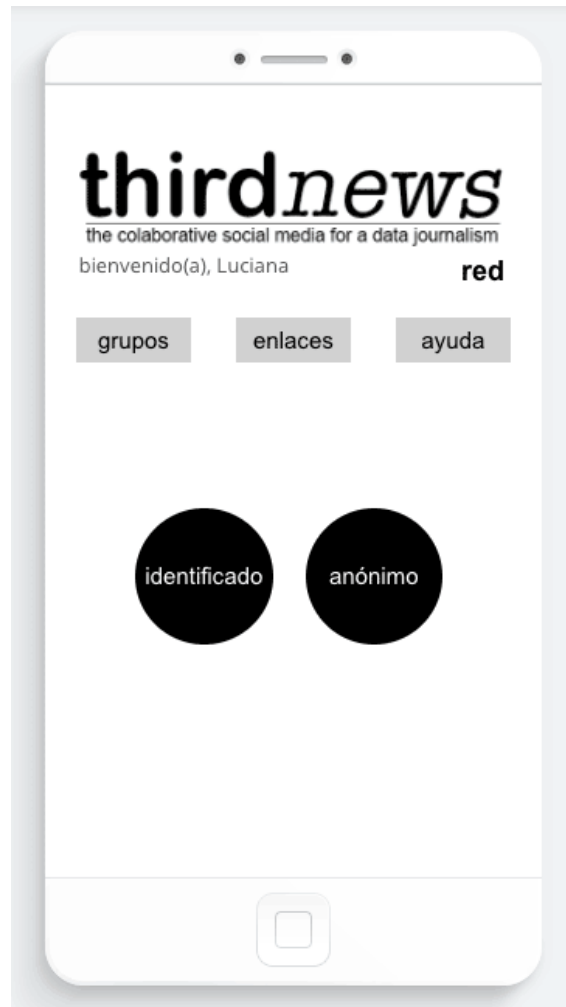 thirdnews
the colaborative social media for a data journalism
bienvenido(a), Luciana red
grupos enlaces ayuda
identificado anónimo